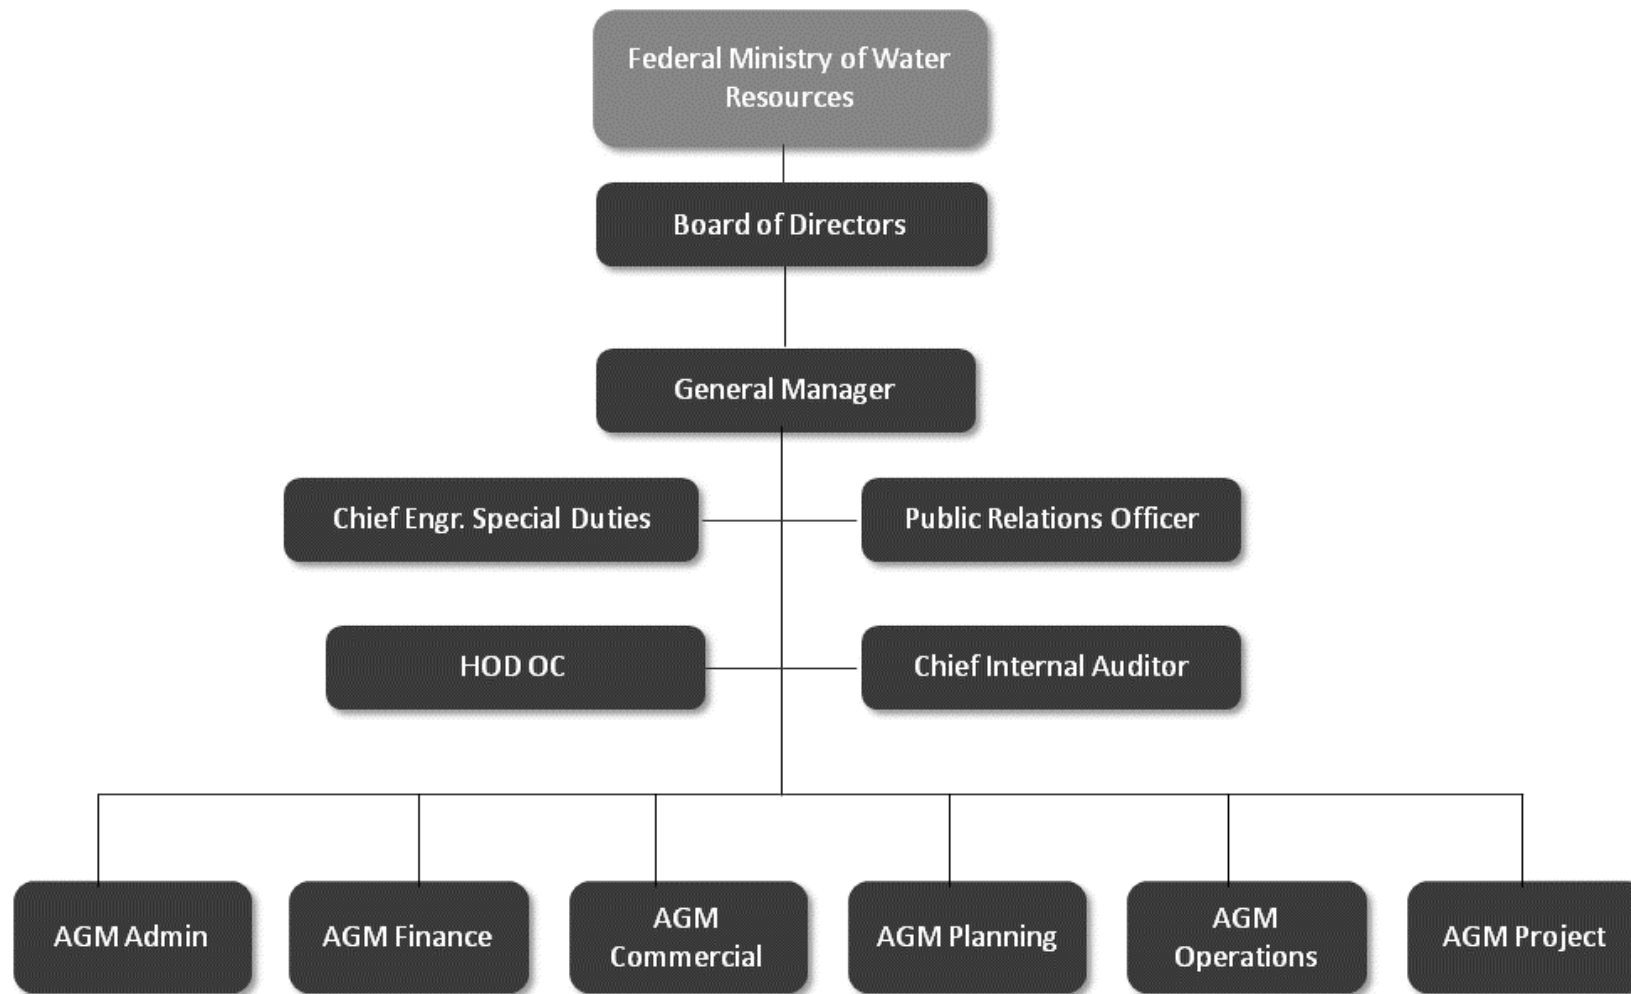 Federal Ministry of Water
Resources
Board of Directors
General Manager
Chief Engr. Special Duties
Public Relations Officer
HOD OC
Chief Internal Auditor
AGM Admin
AGM Finance
AGM
Commercial
AGM Planning
AGM
Operations
AGM Project